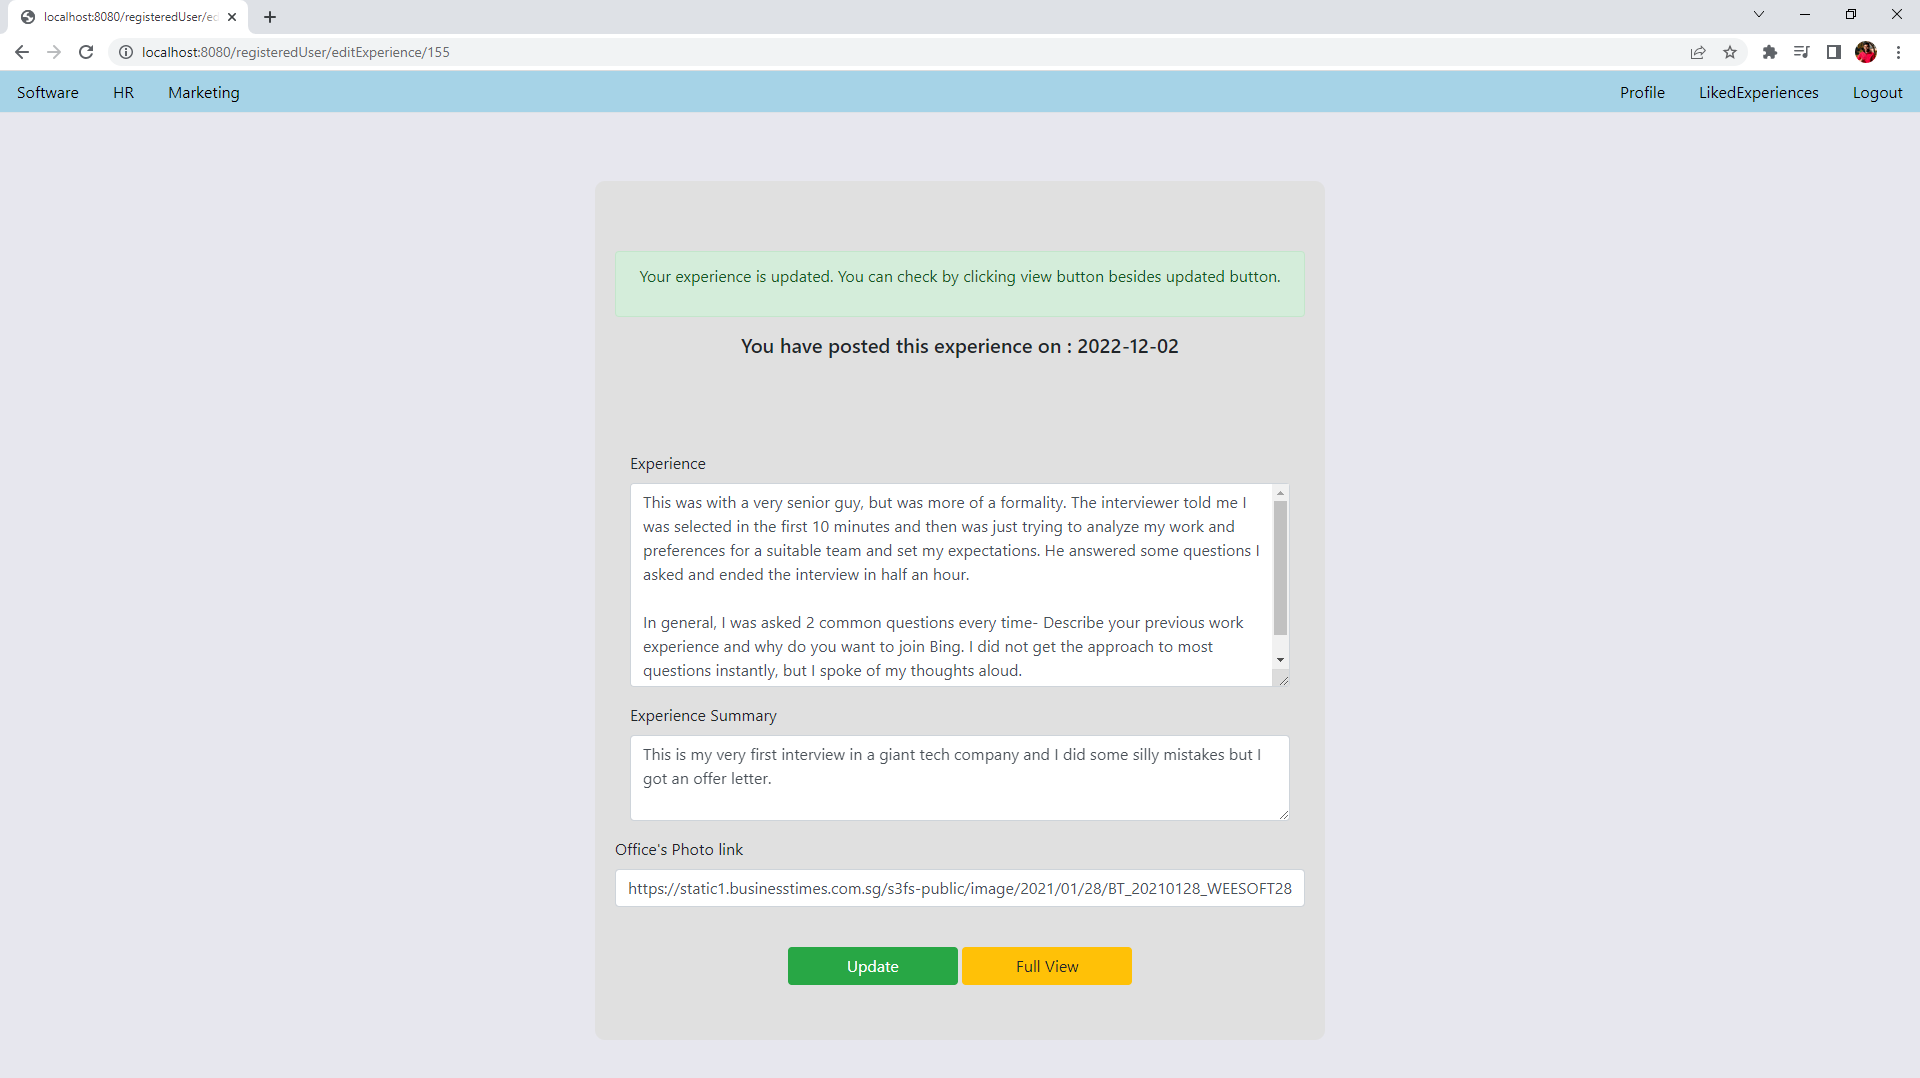 localhost:8080/registeredUser/ed
localhost:8080/registeredUser/editExperience/155
Software HR Marketing Profile LikedExperiences Logout
Your experience is updated. You can check by clicking view button besides updated button.
You have posted this experience on : 2022-12-02
Experience
This was with a very senior guy, but was more of a formality. The interviewer told me I
was selected in the first 10 minutes and then was just trying to analyze my work and
preferences for a suitable team and set my expectations. He answered some questions I
asked and ended the interview in half an hour.
In general, I was asked 2 common questions every time- Describe your previous work
experience and why do you want to join Bing. I did not get the approach to most
questions instantly, but I spoke of my thoughts aloud.
Experience Summary
This is my very first interview in a giant tech company and I did some silly mistakes but I
got an offer letter.
Office's Photo link
https://static1.businesstimes.com.sg/s3fs-public/image/2021/01/28/BT_20210128_WEESOFT28
Update Full View